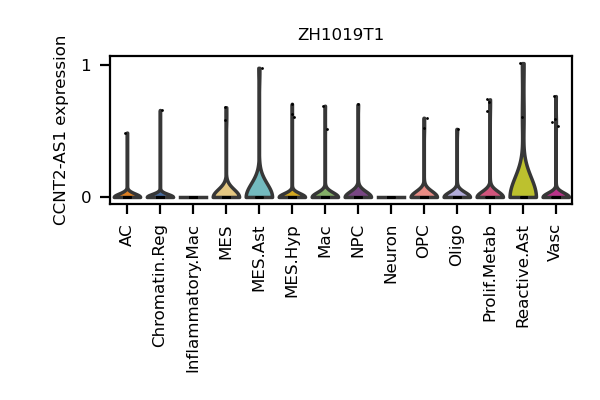 ZH1019T1
CCNT2-AS1 expression
1
0
AC
Chromatin.Reg
Inflammatory.Mac
MES
MES.Ast
MES.Hyp
Mac
NPC
Neuron
OPC
Oligo
Prolif.Metab
Reactive.Ast
Vasc